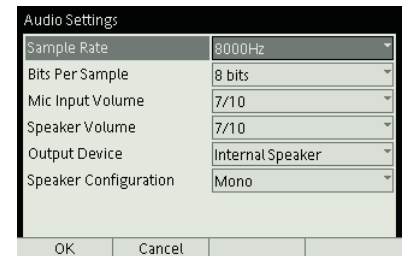 Audio Settings
Sample Rate 8000Hz
Bits Per Sample 8 bits
Mic Input Volume 7/10
Speaker Volume 7/10
Output Device Internal Speaker
Speaker Configuration Mono
OK Cancel